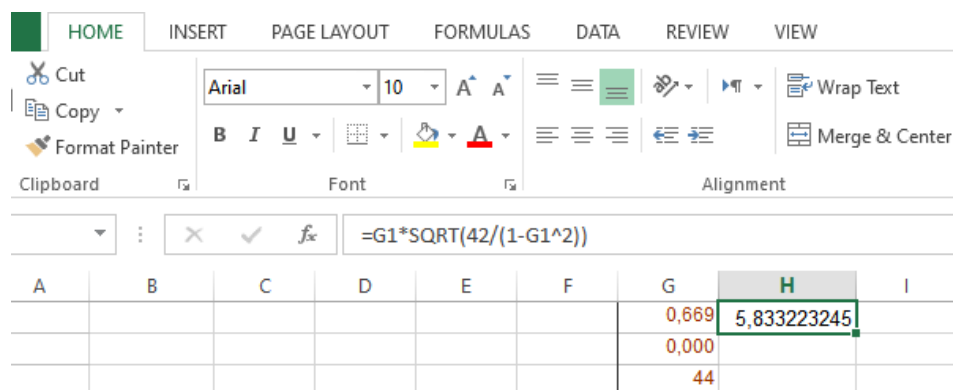 HOME INSERT PAGE LAYOUT FORMULAS DATA REVIEW VIEW
Cut
Copy
Format Painter
Clipboard
Arial 10 A A
B I U A
Font
Wrap Text
Merge & Center
Alignment
fx =G1*SQRT(42/(1-G1^2))
A B C D E F G H I
0,669 5,833223245
0,000
44